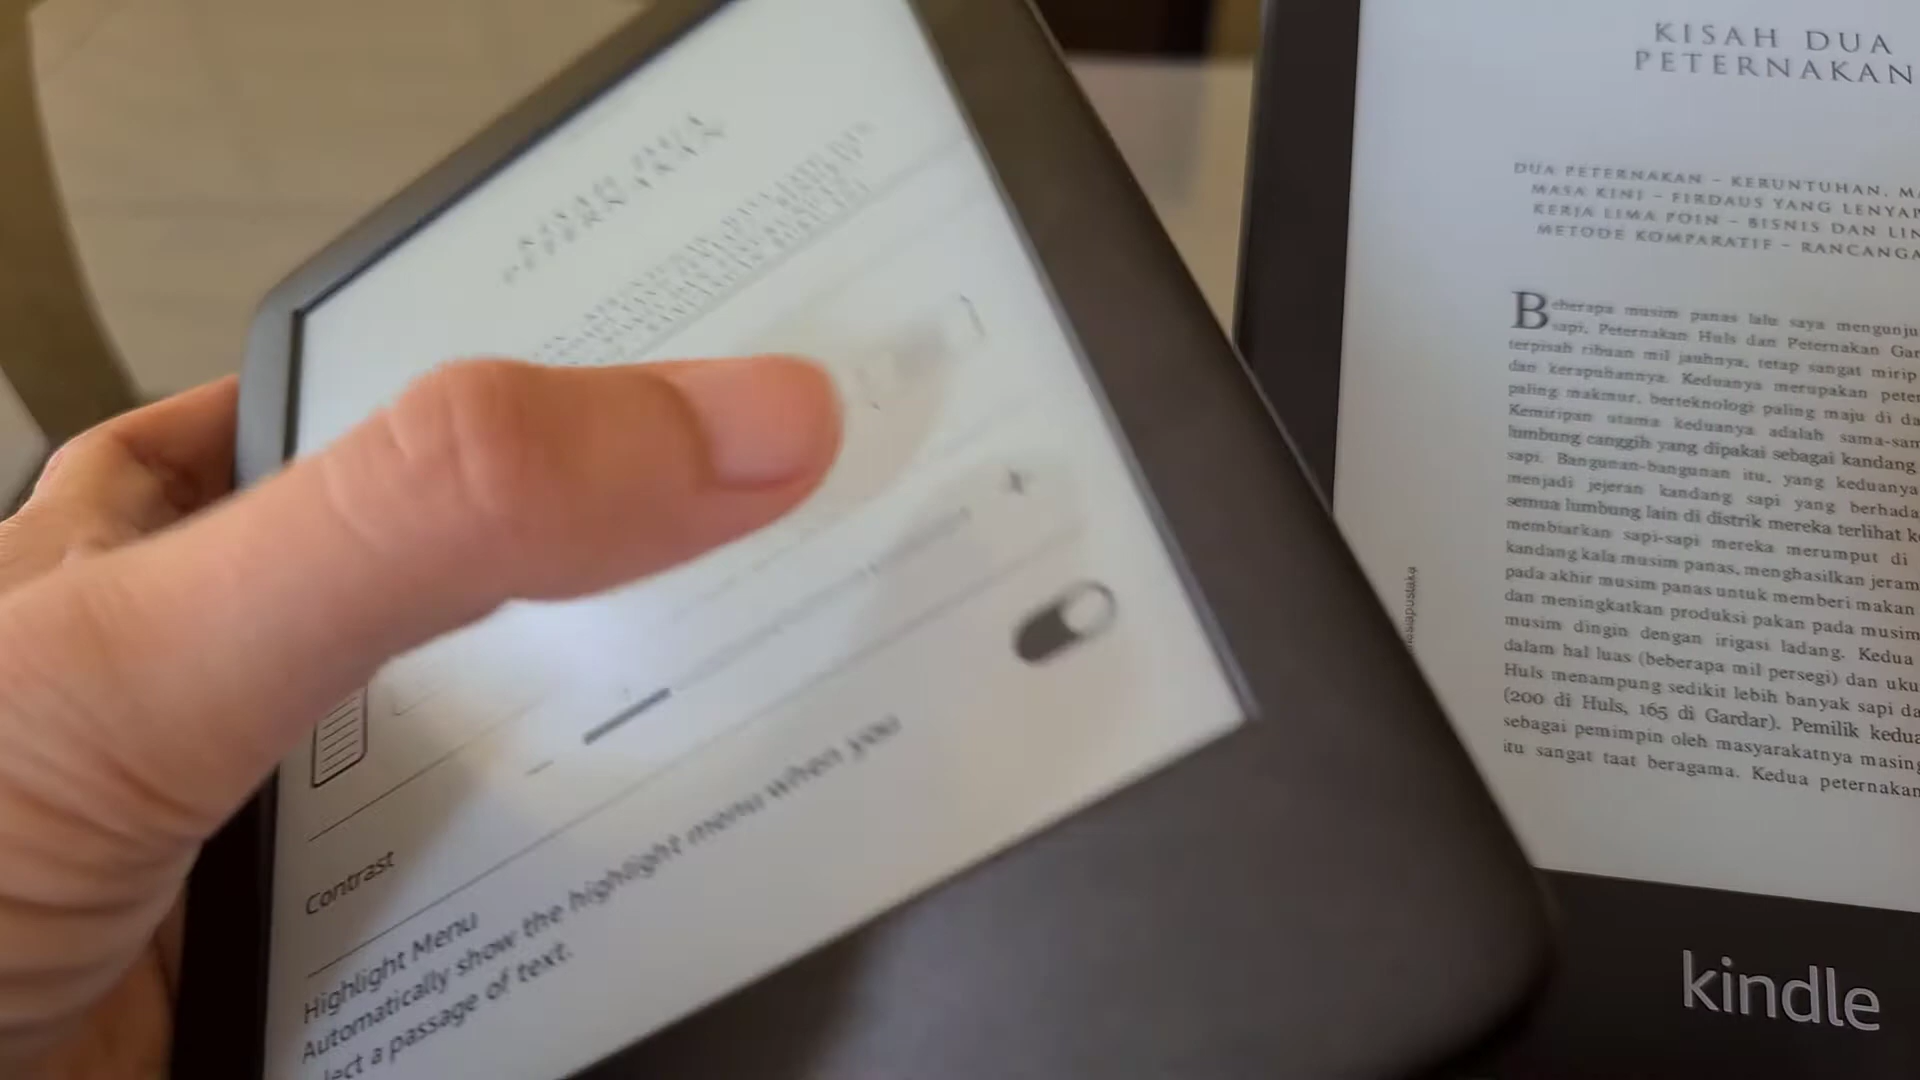 Contrast
Highlight Menu
Automatically show the highlight menu when you
lect a passage of text.
KISAH DUA
PETERNAKAN
DUA PETERNAKAN – KERUNTUHAN, MA
MASA KINI – FIRDAUS YANG LENYAP
KERJA LIMA POIN – BISNIS DAN LIN
METODE KOMPARATIF – RANCANGA
Beberapa musim panas lalu saya mengunju
sapi, Peternakan Huls dan Peternakan Gar
terpisah ribuan mil jauhnya, tetap sangat mirip
dan kerapuhannya. Keduanya merupakan peter
paling makmur, berteknologi paling maju di da
Kemiripan utama keduanya adalah sama-sam
lumbung canggih yang dipakai sebagai kandang
sapi. Bangunan-bangunan itu, yang keduanya
menjadi jejeran kandang sapi yang berhada
semua lumbung lain di distrik mereka terlihat k
membiarkan sapi-sapi mereka merumput di
kandang kala musim panas, menghasilkan jeram
pada akhir musim panas untuk memberi makan
dan meningkatkan produksi pakan pada musim
musim dingin dengan irigasi ladang. Kedua
dalam hal luas (beberapa mil persegi) dan uku
Huls menampung sedikit lebih banyak sapi da
(200 di Huls, 165 di Gardar). Pemilik kedua
sebagai pemimpin oleh masyarakatnya masing
itu sangat taat beragama. Kedua peternakan
esiapustaka
kindle